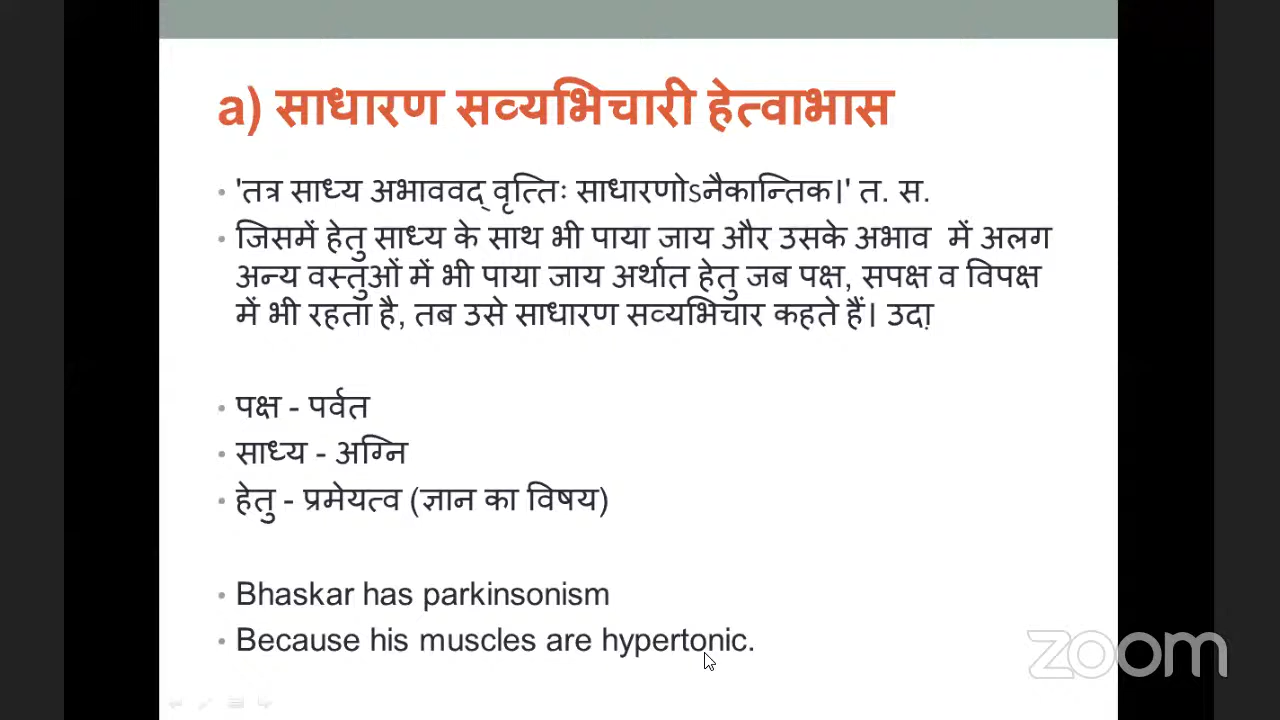 a) साधारण सव्यभिचारी हेत्वाभास
• 'तत्र साध्य अभाववद् वृत्तिः साधारणोऽनैकान्तिक।' त. स.
• जिसमें हेतु साध्य के साथ भी पाया जाय और उसके अभाव में अलग
अन्य वस्तुओं में भी पाया जाय अर्थात हेतु जब पक्ष, सपक्ष व विपक्ष
में भी रहता है, तब उसे साधारण सव्यभिचार कहते हैं। उदा़
• पक्ष - पर्वत
• साध्य - अग्नि
• हेतु - प्रमेयत्व (ज्ञान का विषय)
• Bhaskar has parkinsonism
• Because his muscles are hypertonic.
zoom